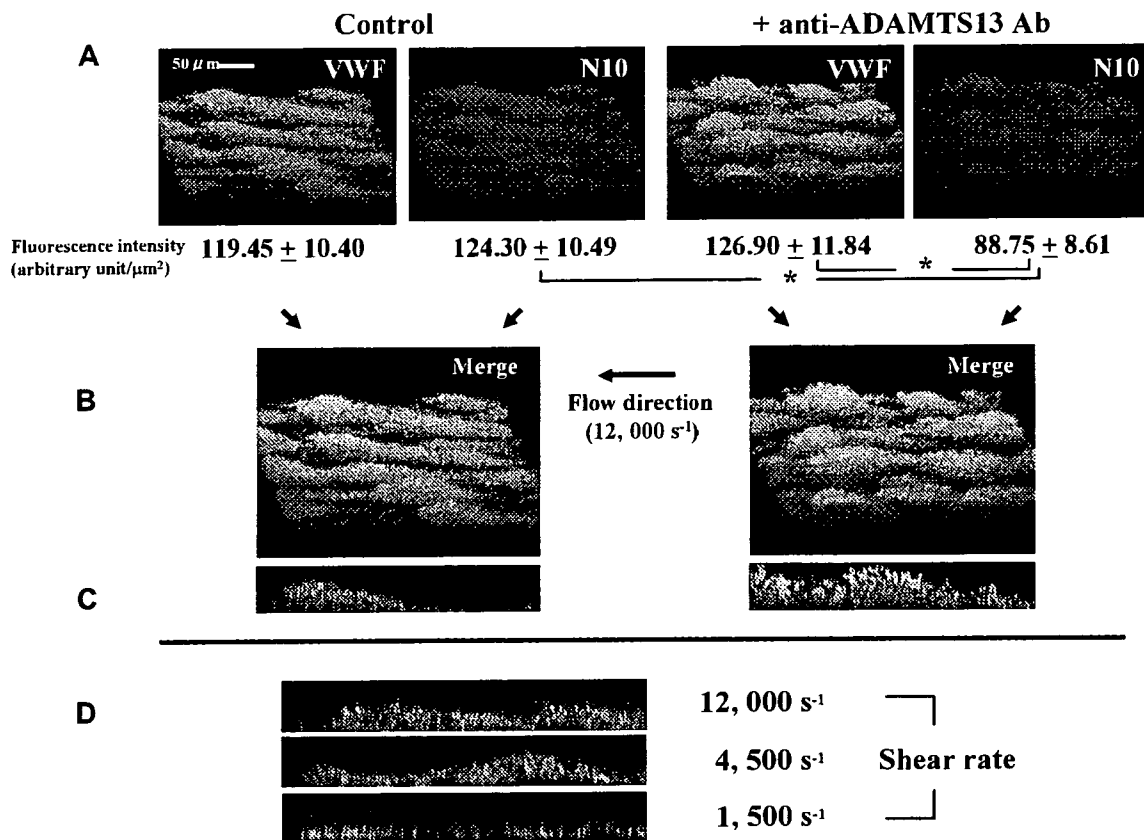 Control
+ anti-ADAMTS13 Ab
A
50 μm
VWF
N10
VWF
N10
Fluorescence intensity
(arbitrary unit/μm²)
119.45 ± 10.40
124.30 ± 10.49
126.90 ± 11.84
88.75 ± 8.61
*
*
B
Merge
Flow direction
(12, 000 s⁻¹)
Merge
C
D
12, 000 s⁻¹
4, 500 s⁻¹
Shear rate
1, 500 s⁻¹